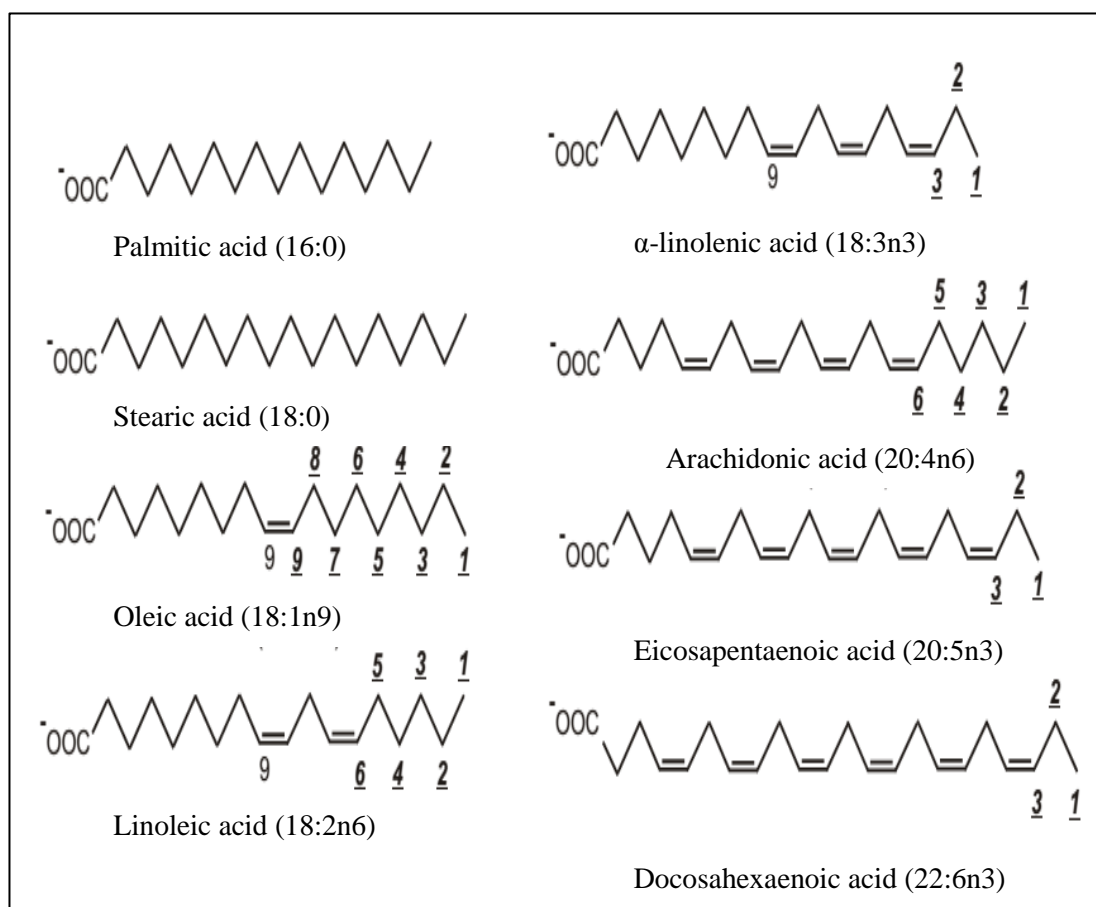 -OOC
Palmitic acid (16:0)
-OOC
Stearic acid (18:0)
8 6 4 2
-OOC
9 9 7 5 3 1
Oleic acid (18:1n9)
5 3 1
-OOC
9 6 4 2
Linoleic acid (18:2n6)
2
-OOC
9 3 1
α-linolenic acid (18:3n3)
5 3 1
-OOC
6 4 2
Arachidonic acid (20:4n6)
2
-OOC
3 1
Eicosapentaenoic acid (20:5n3)
2
-OOC
3 1
Docosahexaenoic acid (22:6n3)